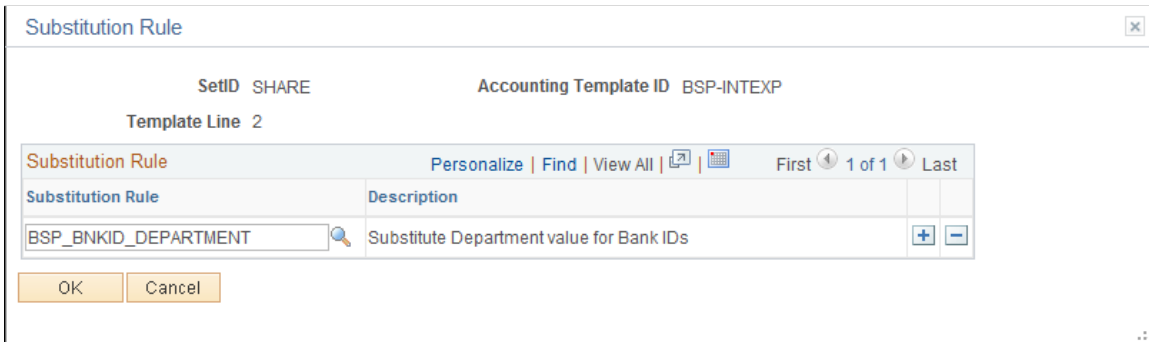 Substitution Rule
SetID SHARE Accounting Template ID BSP-INTEXP
Template Line 2
Substitution Rule Personalize | Find | View All | | First 1 of 1 Last
Substitution Rule Description
BSP_BNKID_DEPARTMENT Substitute Department value for Bank IDs
OK Cancel